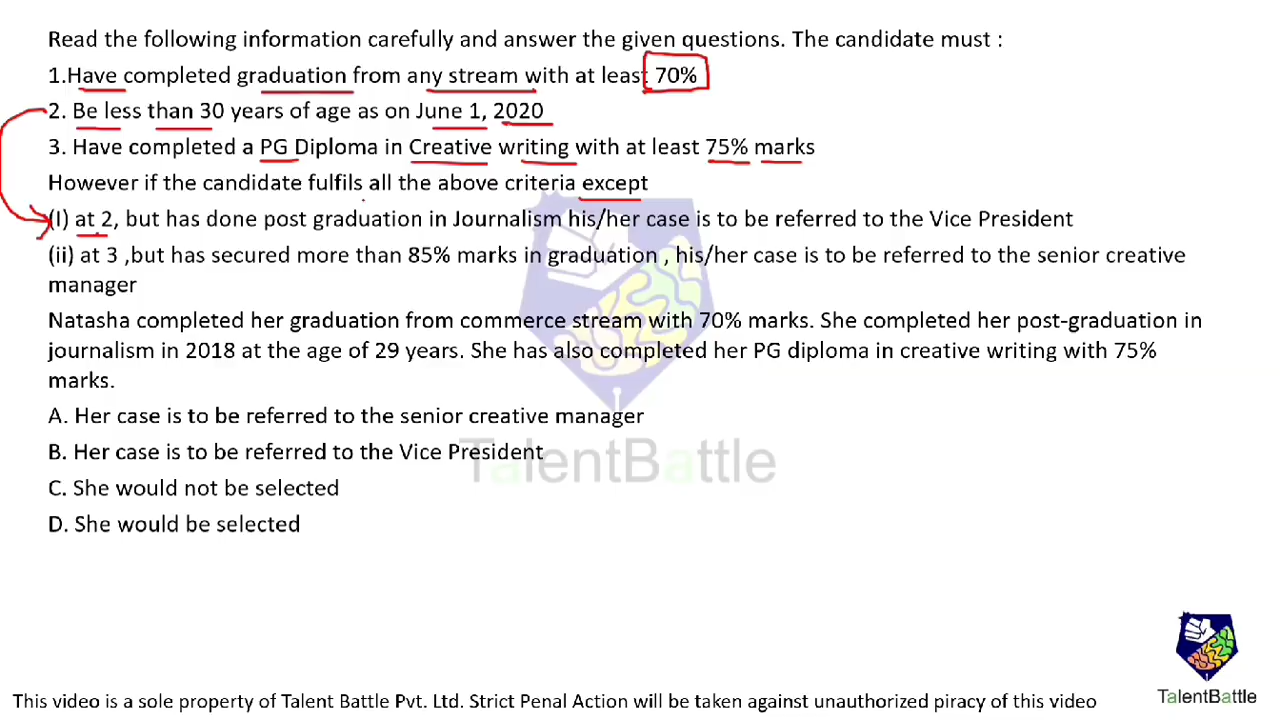 Read the following information carefully and answer the given questions. The candidate must :
1.Have completed graduation from any stream with at least 70%
2. Be less than 30 years of age as on June 1, 2020
3. Have completed a PG Diploma in Creative writing with at least 75% marks
However if the candidate fulfils all the above criteria except
(I) at 2, but has done post graduation in Journalism his/her case is to be referred to the Vice President
(ii) at 3 ,but has secured more than 85% marks in graduation , his/her case is to be referred to the senior creative
manager
Natasha completed her graduation from commerce stream with 70% marks. She completed her post-graduation in
journalism in 2018 at the age of 29 years. She has also completed her PG diploma in creative writing with 75%
marks.
A. Her case is to be referred to the senior creative manager
B. Her case is to be referred to the Vice President
TalentBattle
C. She would not be selected
D. She would be selected
TalentBattle
This video is a sole property of Talent Battle Pvt. Ltd. Strict Penal Action will be taken against unauthorized piracy of this video